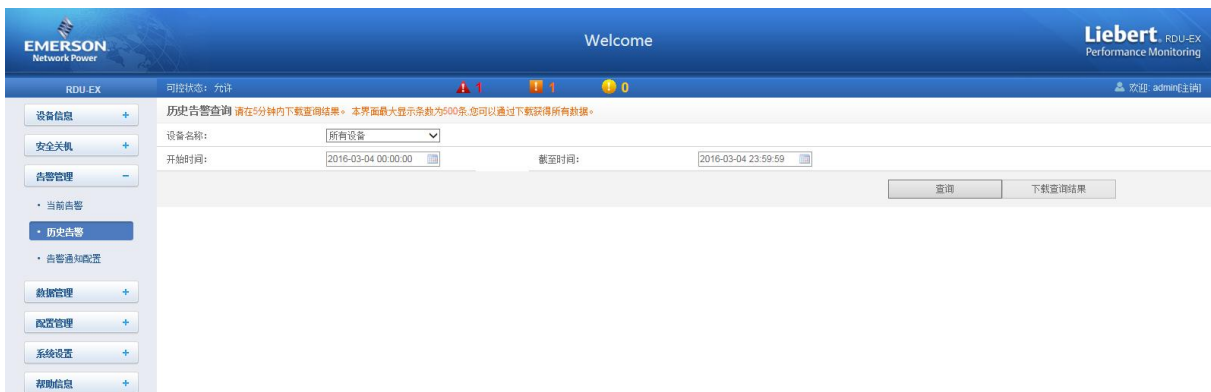 EMERSON
Network Power
Welcome
Liebert RDU-EX
Performance Monitoring
RDU-EX
可控状态：允许 1 1 0 欢迎: admin[注销]
设备信息 +
安全关机 +
告警管理 -
• 当前告警
• 历史告警
• 告警通知配置
数据管理 +
配置管理 +
系统设置 +
帮助信息 +
历史告警查询 请在5分钟内下载查询结果。本界面最大显示条数为500条,您可以通过下载获得所有数据。
设备名称： 所有设备
开始时间： 2016-03-04 00:00:00 截至时间： 2016-03-04 23:59:59
查询 下载查询结果